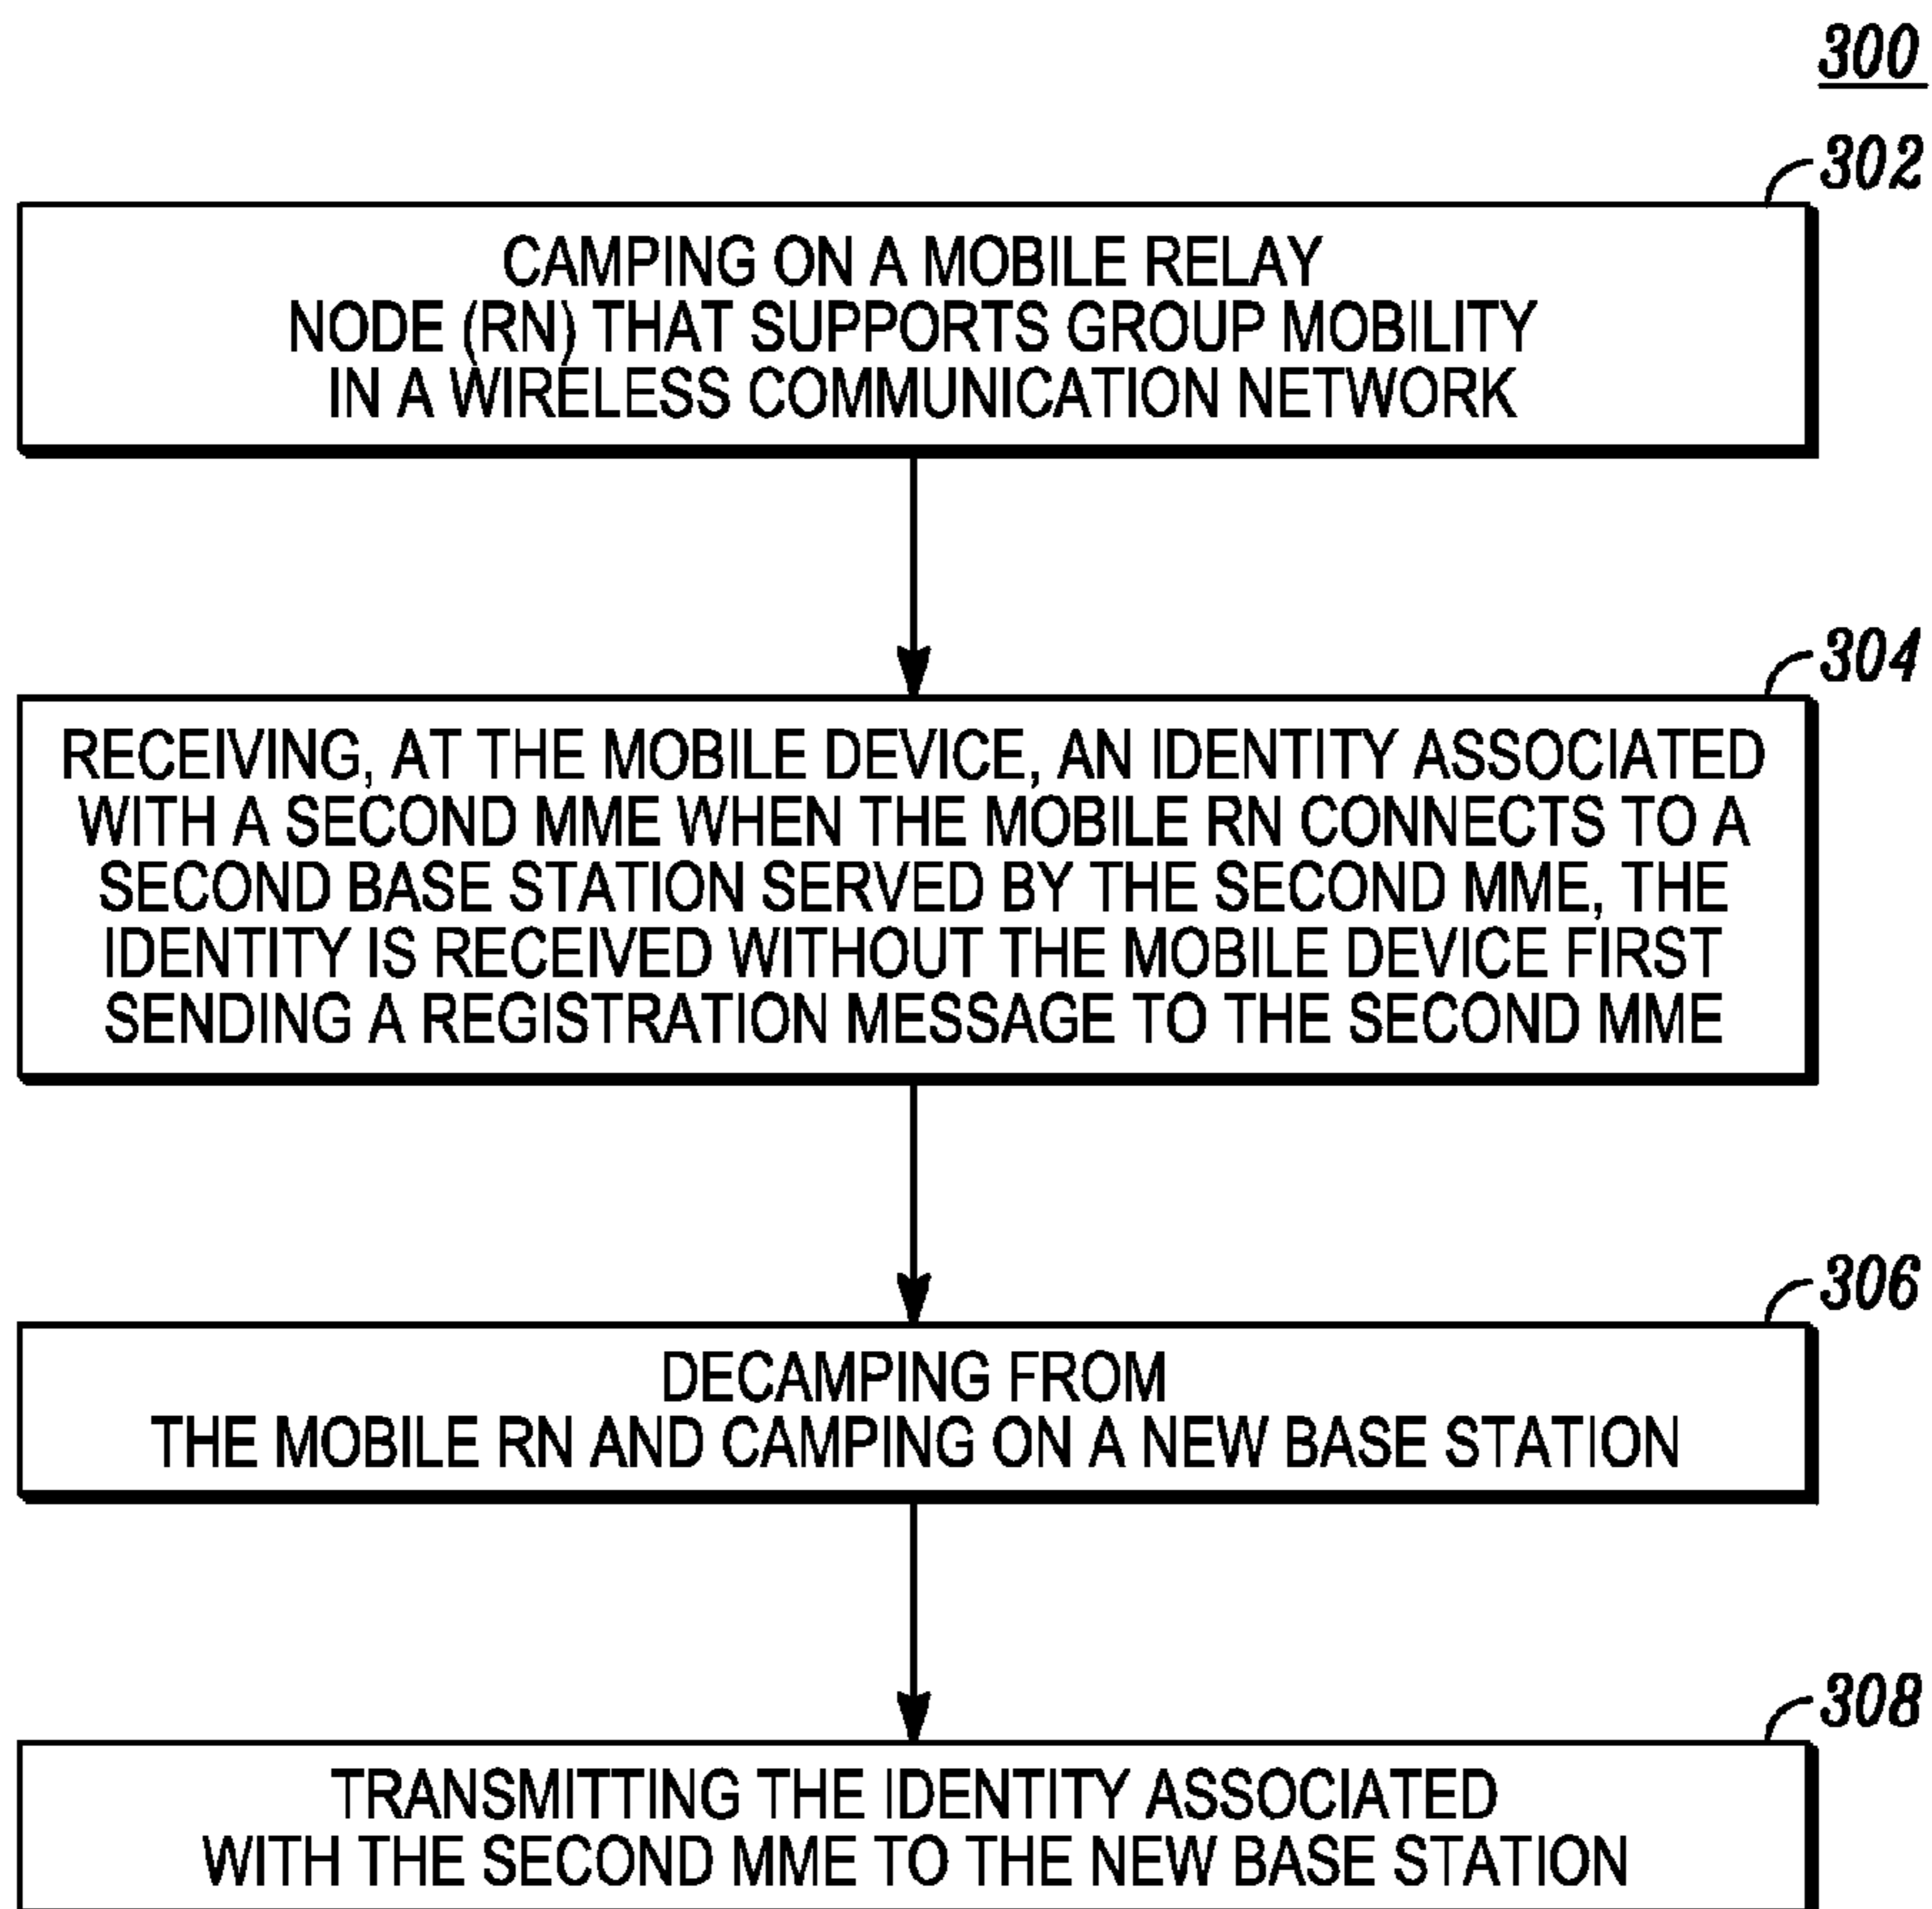 300
302
CAMPING ON A MOBILE RELAY
NODE (RN) THAT SUPPORTS GROUP MOBILITY
IN A WIRELESS COMMUNICATION NETWORK
304
RECEIVING, AT THE MOBILE DEVICE, AN IDENTITY ASSOCIATED
WITH A SECOND MME WHEN THE MOBILE RN CONNECTS TO A
SECOND BASE STATION SERVED BY THE SECOND MME, THE
IDENTITY IS RECEIVED WITHOUT THE MOBILE DEVICE FIRST
SENDING A REGISTRATION MESSAGE TO THE SECOND MME
306
DECAMPING FROM
THE MOBILE RN AND CAMPING ON A NEW BASE STATION
308
TRANSMITTING THE IDENTITY ASSOCIATED
WITH THE SECOND MME TO THE NEW BASE STATION